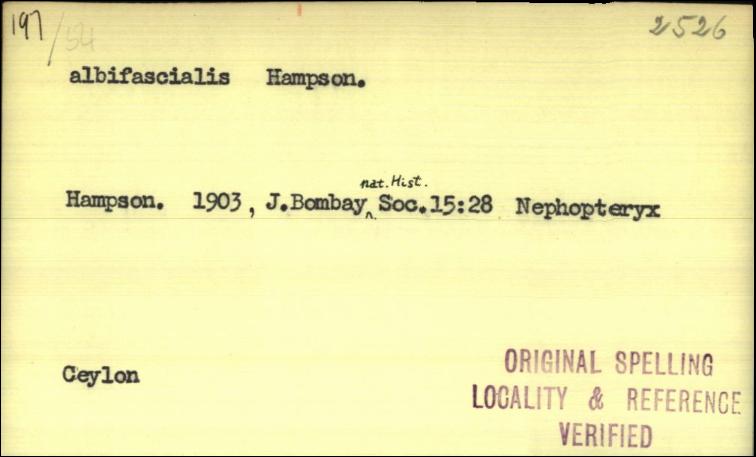 197/54 2526
albifascialis Hampson.
Hampson. 1903, J.Bombay nat. Hist. Soc.15:28 Nephopteryx
Ceylon
ORIGINAL SPELLING
LOCALITY & REFERENCE
VERIFIED